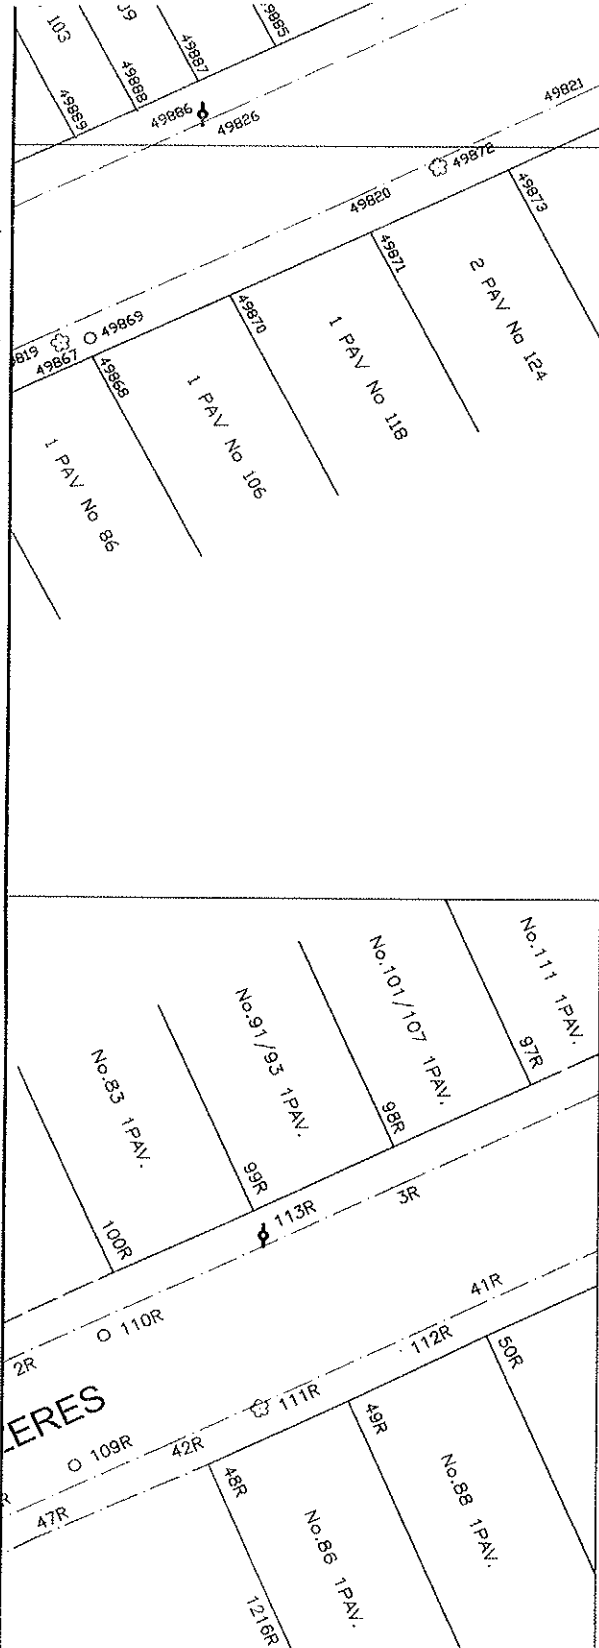 103
49885
49887
49888
49889
49886
49826
49821
49872
49820
49873
49871
49870
49869
49867
49868
2 PAV No 124
1 PAV No 118
1 PAV No 106
1 PAV No 86
No.111 1PAV.
No.101/107 1PAV.
No.91/93 1PAV.
No.83 1PAV.
97R
98R
99R
100R
113R
3R
110R
2R
41R
112R
50R
111R
49R
109R
42R
48R
47R
No.88 1PAV.
No.86 1PAV.
1216R